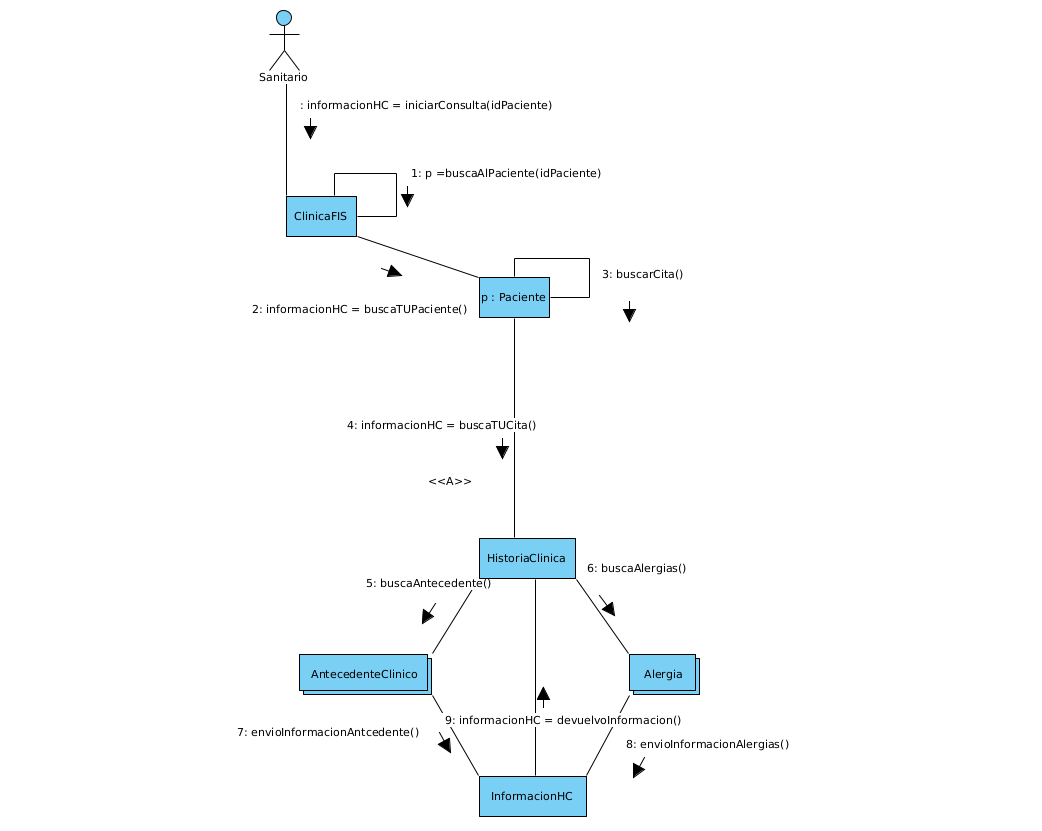 Sanitario
: informacionHC = iniciarConsulta(idPaciente)
1: p =buscaAlPaciente(idPaciente)
ClinicaFIS
3: buscarCita()
p : Paciente
2: informacionHC = buscaTUPaciente()
4: informacionHC = buscaTUCita()
<<A>>
HistoriaClinica
6: buscaAlergias()
5: buscaAntecedente()
AntecedenteClinico
Alergia
9: informacionHC = devuelvoInformacion()
7: envioInformacionAntcedente()
8: envioInformacionAlergias()
InformacionHC